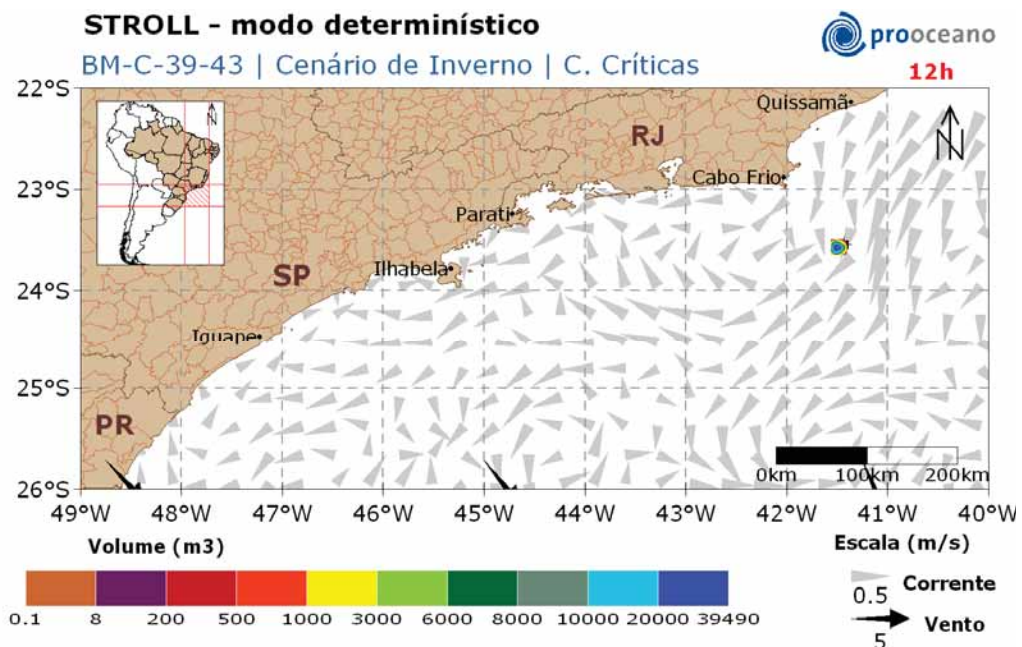 STROLL - modo determinístico
prooceano
BM-C-39-43 | Cenário de Inverno | C. Críticas
12h
22°S
23°S
24°S
25°S
26°S
Quissamã
RJ
N
Cabo Frio
Parati
Ilhabela
SP
Iguape
PR
0km 100km 200km
49°W 48°W 47°W 46°W 45°W 44°W 43°W 42°W 41°W 40°W
Volume (m3)
0.1 8 200 500 1000 3000 6000 8000 10000 20000 39490
Escala (m/s)
0.5 Corrente
5 Vento